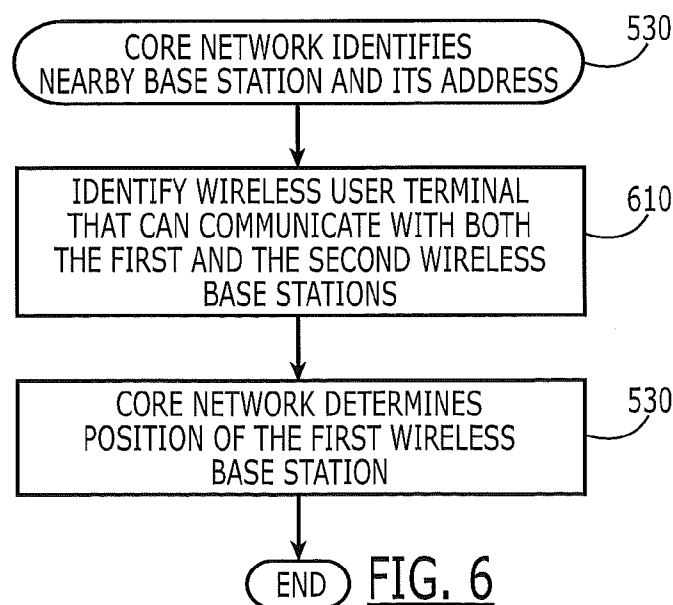 CORE NETWORK IDENTIFIES
NEARBY BASE STATION AND ITS ADDRESS
530
IDENTIFY WIRELESS USER TERMINAL
THAT CAN COMMUNICATE WITH BOTH
THE FIRST AND THE SECOND WIRELESS
BASE STATIONS
610
CORE NETWORK DETERMINES
POSITION OF THE FIRST WIRELESS
BASE STATION
530
END
FIG. 6